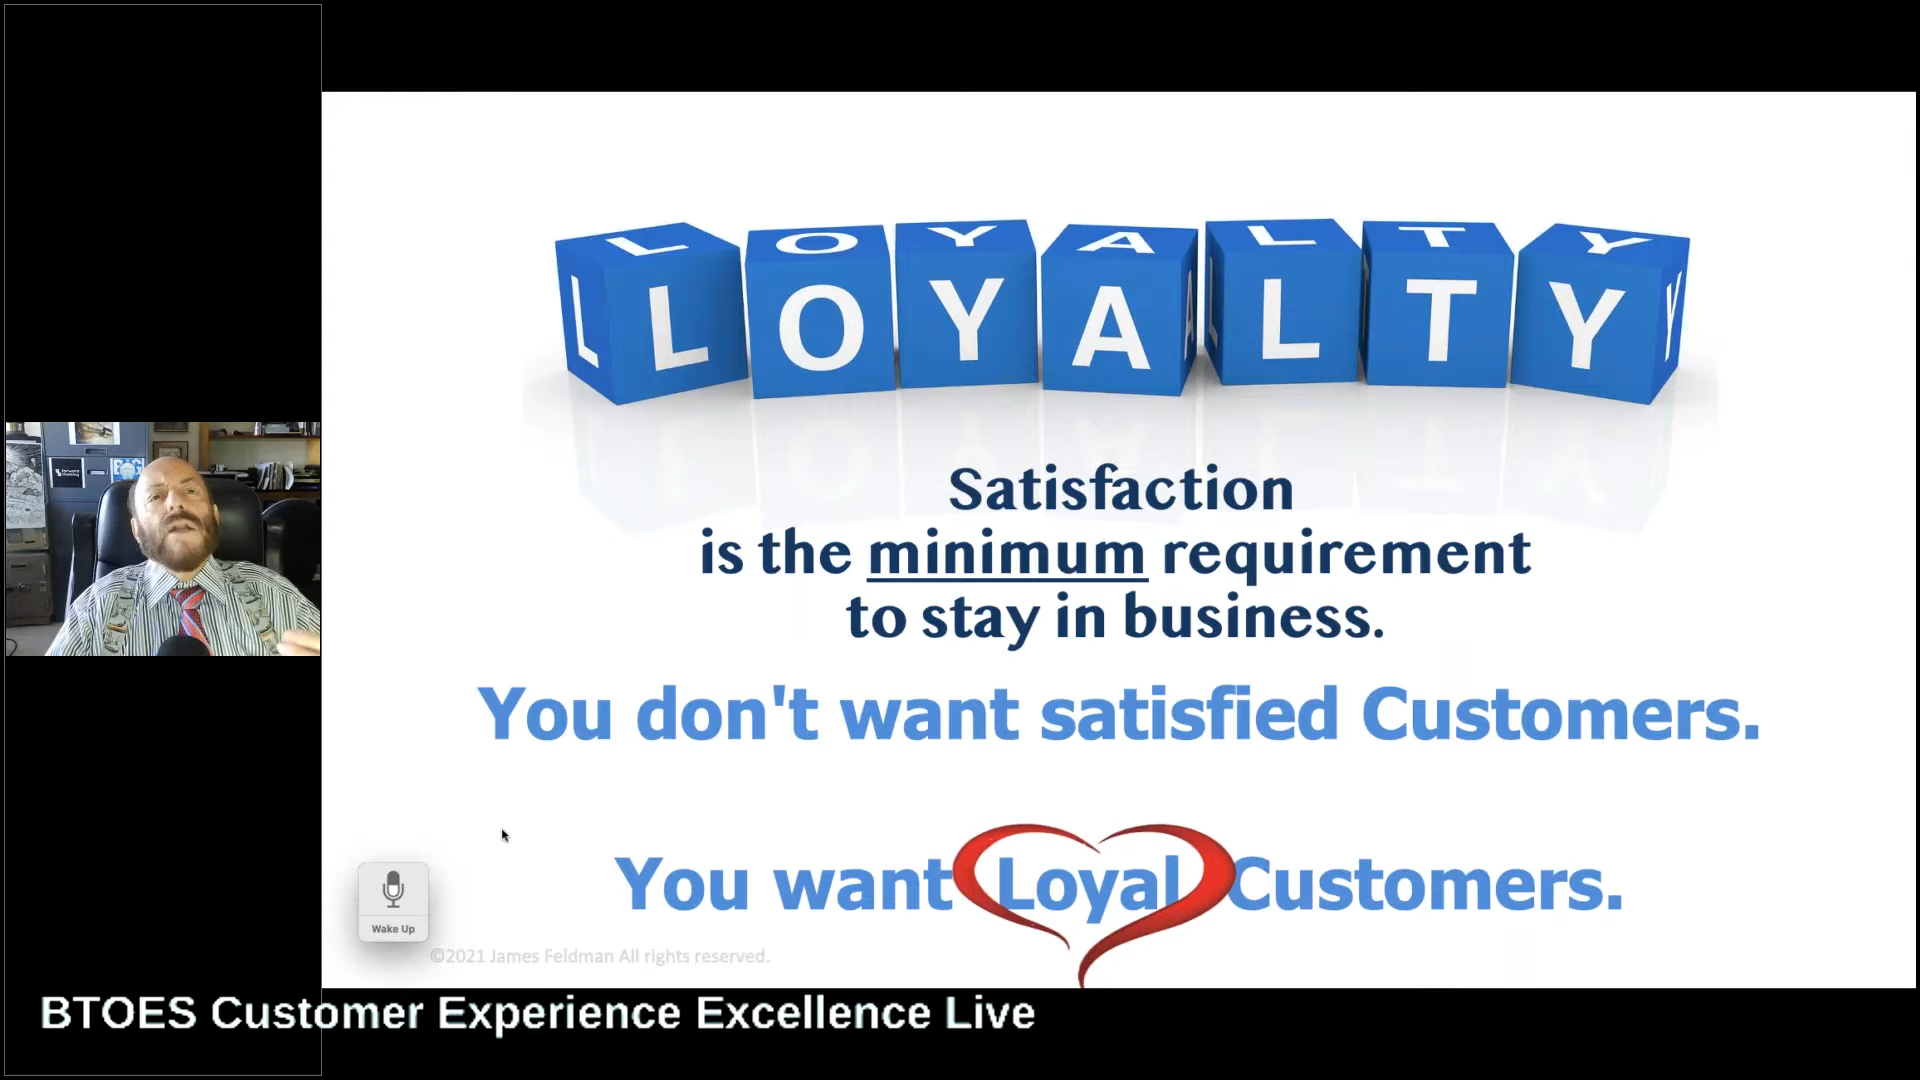 LOYALTY
Satisfaction
is the minimum requirement
to stay in business.
You don't want satisfied Customers.
You want Loyal Customers.
Wake Up
©2021 James Feldman All rights reserved.
BTOES Customer Experience Excellence Live